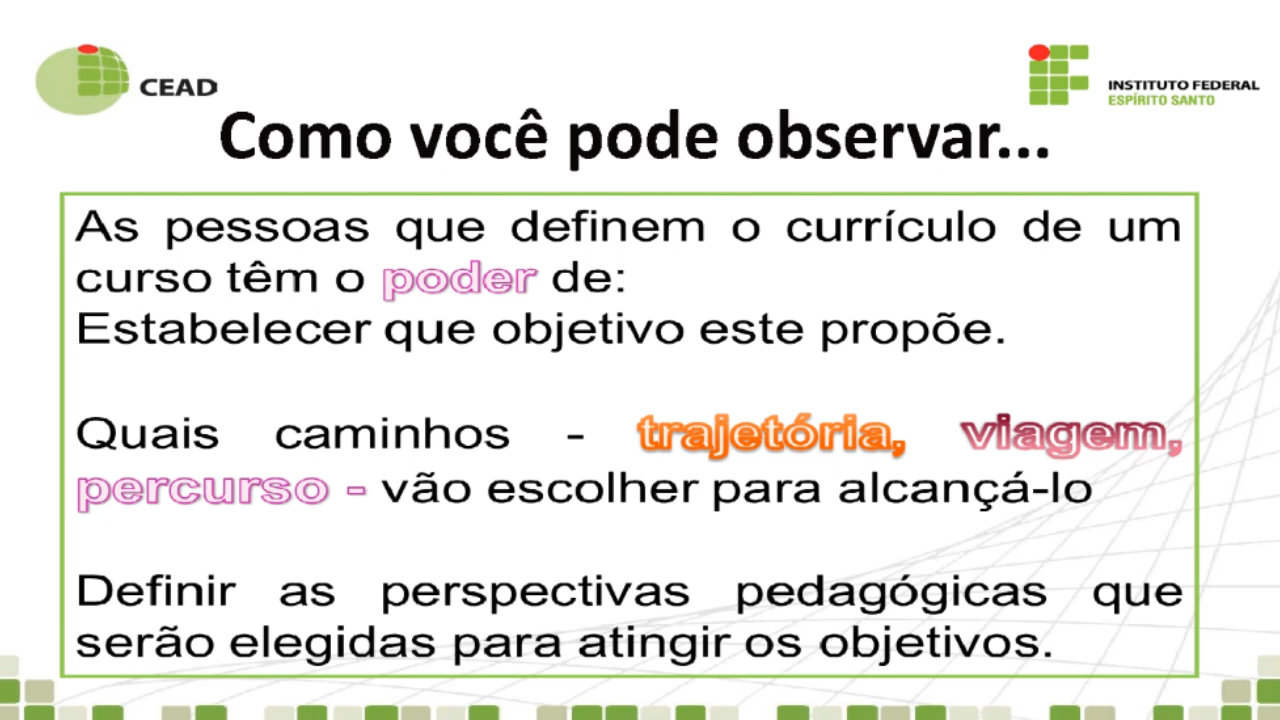 CEAD
INSTITUTO FEDERAL
ESPÍRITO SANTO
Como você pode observar...
As pessoas que definem o currículo de um
curso têm o poder de:
Estabelecer que objetivo este propõe.
Quais caminhos - trajetória, viagem,
percurso - vão escolher para alcançá-lo
Definir as perspectivas pedagógicas que
serão elegidas para atingir os objetivos.